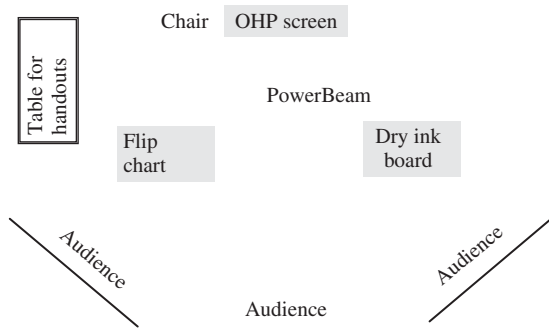 Chair
OHP screen
Table for
handouts
PowerBeam
Flip
chart
Dry ink
board
Audience
Audience
Audience